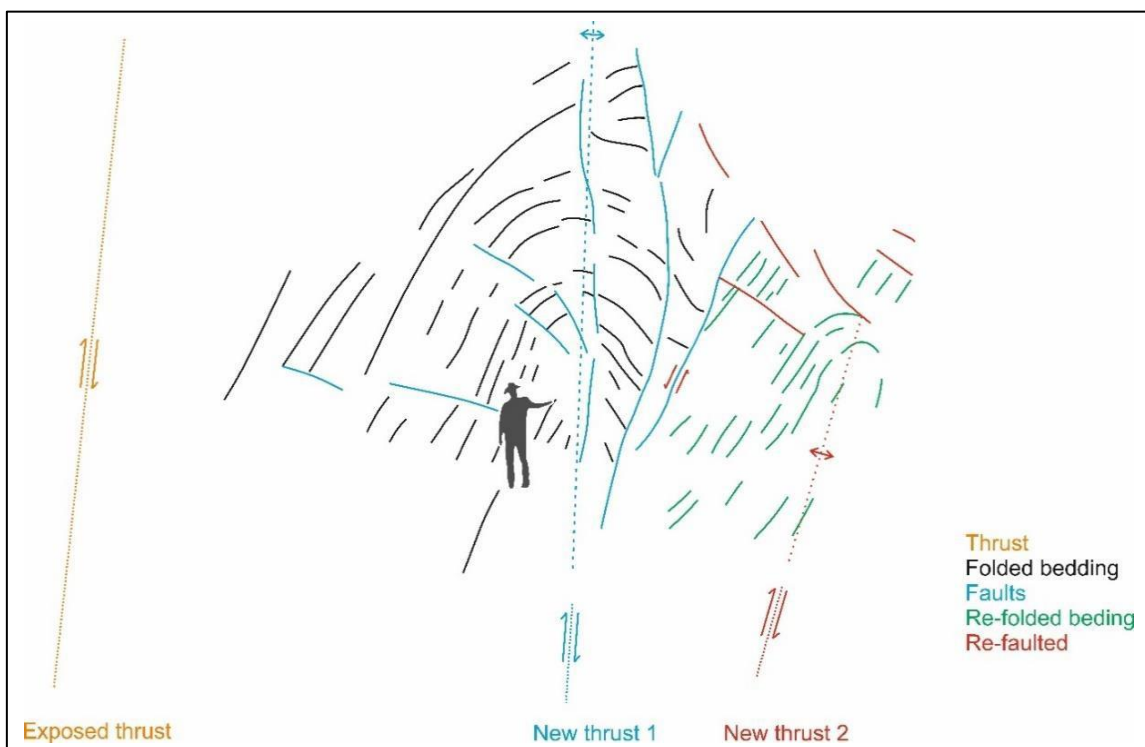 Thrust
Folded bedding
Faults
Re-folded beding
Re-faulted
Exposed thrust
New thrust 1
New thrust 2